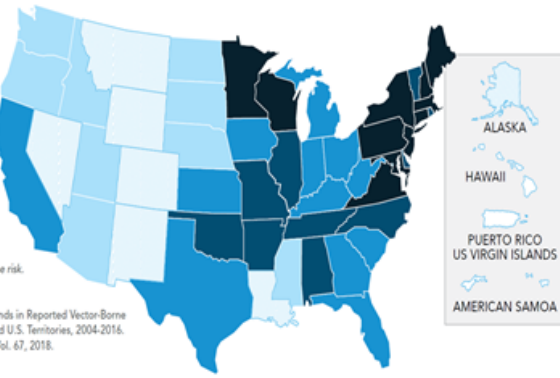 ALASKA
HAWAII
PUERTO RICO
US VIRGIN ISLANDS
AMERICAN SAMOA
e risk.
nds in Reported Vector-Borne
d U.S. Territories, 2004-2016.
ol. 67, 2018.